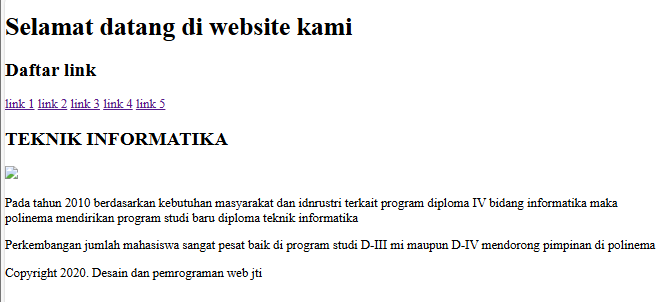 Selamat datang di website kami
Daftar link
link 1 link 2 link 3 link 4 link 5
TEKNIK INFORMATIKA
Pada tahun 2010 berdasarkan kebutuhan masyarakat dan idnrustri terkait program diploma IV bidang informatika maka
polinema mendirikan program studi baru diploma teknik informatika
Perkembangan jumlah mahasiswa sangat pesat baik di program studi D-III mi maupun D-IV mendorong pimpinan di polinema
Copyright 2020. Desain dan pemrograman web jti